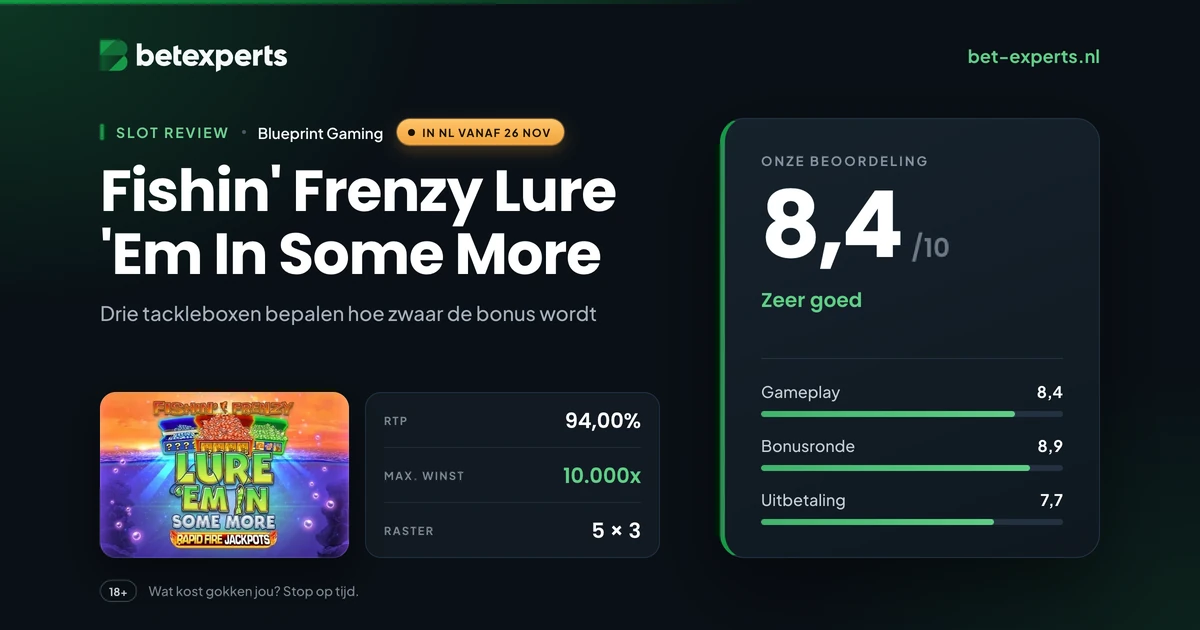 betexperts
bet-experts.nl
SLOT REVIEW • Blueprint Gaming • IN NL VANAF 26 NOV
Fishin' Frenzy Lure
'Em In Some More
Drie tackleboxen bepalen hoe zwaar de bonus wordt
FISHIN' FRENZY
????
LURE
'EM IN
SOME MORE
RAPID FIRE JACKPOTS
RTP 94,00%
MAX. WINST 10.000x
RASTER 5 × 3
18+ Wat kost gokken jou? Stop op tijd.
ONZE BEOORDELING
8,4 /10
Zeer goed
Gameplay 8,4
Bonusronde 8,9
Uitbetaling 7,7